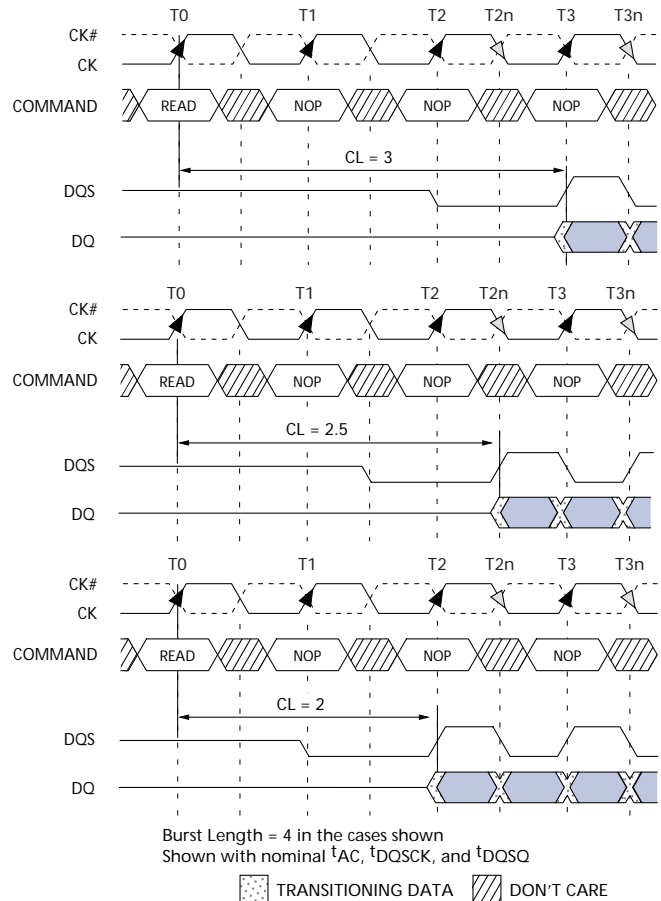 T0 T1 T2 T2n T3 T3n
CK#
CK
COMMAND READ NOP NOP NOP
CL = 3
DQS
DQ
T0 T1 T2 T2n T3 T3n
CK#
CK
COMMAND READ NOP NOP NOP
CL = 2.5
DQS
DQ
T0 T1 T2 T2n T3 T3n
CK#
CK
COMMAND READ NOP NOP NOP
CL = 2
DQS
DQ
Burst Length = 4 in the cases shown
Shown with nominal tAC, tDQSCK, and tDQSQ
TRANSITIONING DATA DON'T CARE